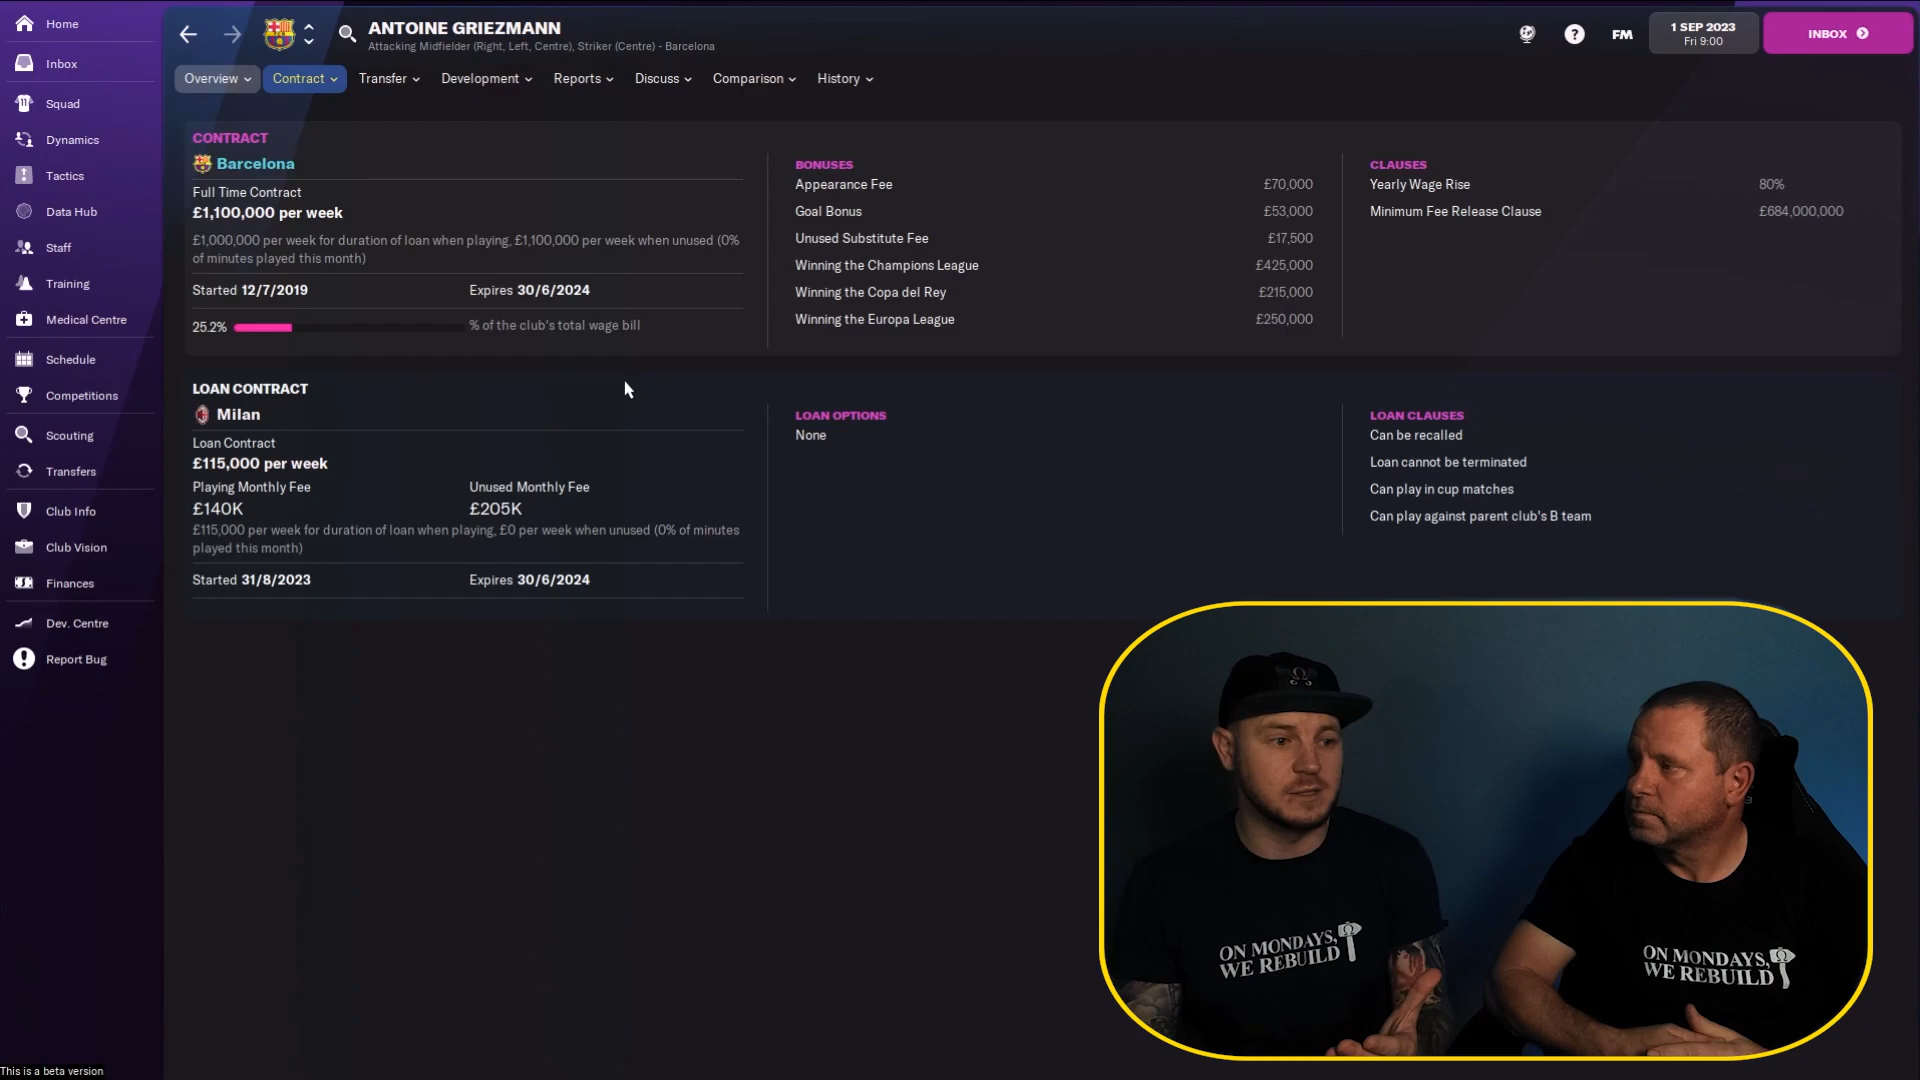 Home
Inbox
Squad
Dynamics
Tactics
Data Hub
Staff
Training
Medical Centre
Schedule
Competitions
Scouting
Transfers
Club Info
Club Vision
Finances
Dev. Centre
Report Bug
This is a beta version
ANTOINE GRIEZMANN
Attacking Midfielder (Right, Left, Centre), Striker (Centre) - Barcelona
FM
1 SEP 2023
Fri 9:00
INBOX
Overview
Contract
Transfer
Development
Reports
Discuss
Comparison
History
CONTRACT
Barcelona
Full Time Contract
£1,100,000 per week
£1,000,000 per week for duration of loan when playing, £1,100,000 per week when unused (0%
of minutes played this month)
Started 12/7/2019 Expires 30/6/2024
25.2% % of the club's total wage bill
BONUSES
Appearance Fee £70,000
Goal Bonus £53,000
Unused Substitute Fee £17,500
Winning the Champions League £425,000
Winning the Copa del Rey £215,000
Winning the Europa League £250,000
CLAUSES
Yearly Wage Rise 80%
Minimum Fee Release Clause £684,000,000
LOAN CONTRACT
Milan
Loan Contract
£115,000 per week
Playing Monthly Fee Unused Monthly Fee
£140K £205K
£115,000 per week for duration of loan when playing, £0 per week when unused (0% of minutes
played this month)
Started 31/8/2023 Expires 30/6/2024
LOAN OPTIONS
None
LOAN CLAUSES
Can be recalled
Loan cannot be terminated
Can play in cup matches
Can play against parent club's B team
ON MONDAYS,
WE REBUILD
ON MONDAYS,
WE REBUILD